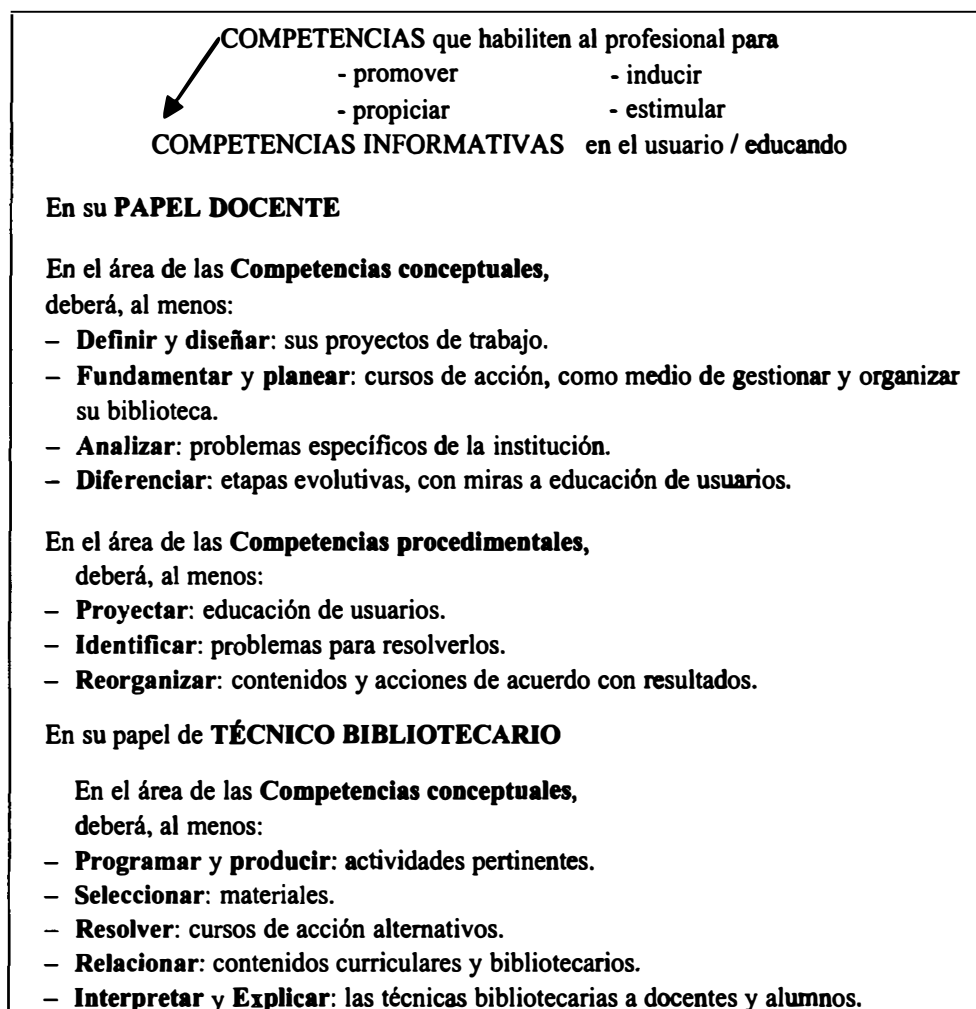 COMPETENCIAS que habiliten al profesional para
- promover - inducir
- propiciar - estimular
COMPETENCIAS INFORMATIVAS en el usuario / educando
En su PAPEL DOCENTE
En el área de las Competencias conceptuales,
deberá, al menos:
– Definir y diseñar: sus proyectos de trabajo.
– Fundamentar y planear: cursos de acción, como medio de gestionar y organizar
su biblioteca.
– Analizar: problemas específicos de la institución.
– Diferenciar: etapas evolutivas, con miras a educación de usuarios.
En el área de las Competencias procedimentales,
deberá, al menos:
– Proyectar: educación de usuarios.
– Identificar: problemas para resolverlos.
– Reorganizar: contenidos y acciones de acuerdo con resultados.
En su papel de TÉCNICO BIBLIOTECARIO
En el área de las Competencias conceptuales,
deberá, al menos:
– Programar y producir: actividades pertinentes.
– Seleccionar: materiales.
– Resolver: cursos de acción alternativos.
– Relacionar: contenidos curriculares y bibliotecarios.
– Interpretar y Explicar: las técnicas bibliotecarias a docentes y alumnos.